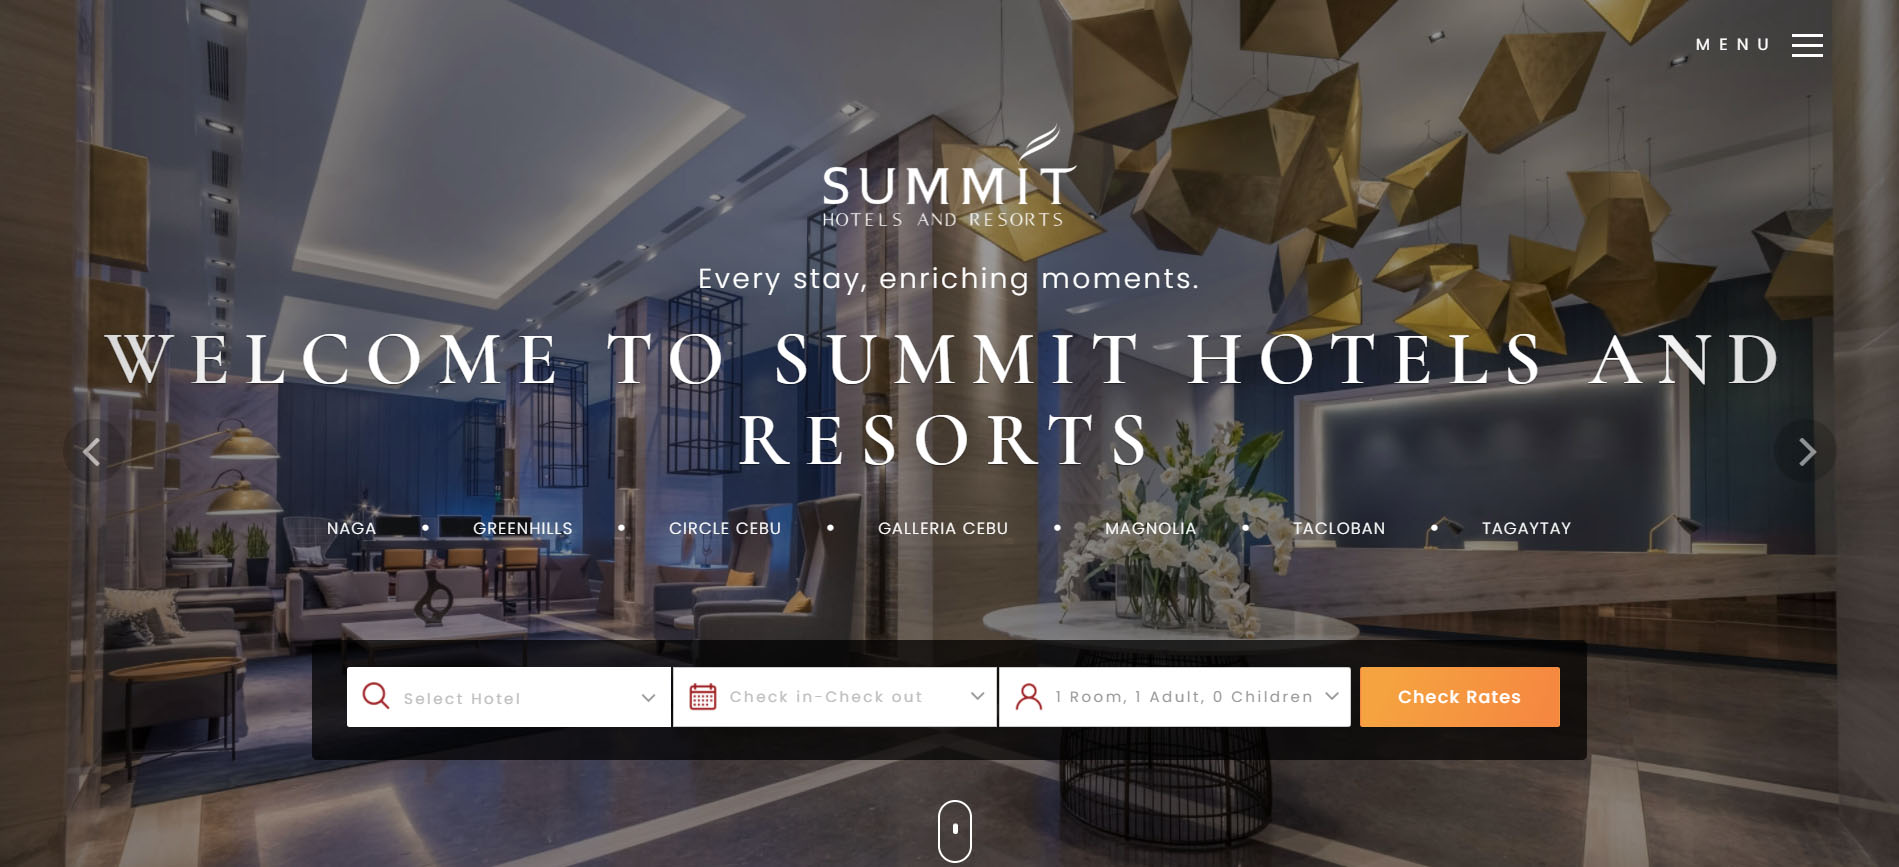 MENU
SUMMIT
HOTELS AND RESORTS
Every stay, enriching moments.
WELCOME TO SUMMIT HOTELS AND
RESORTS
NAGA • GREENHILLS • CIRCLE CEBU • GALLERIA CEBU • MAGNOLIA • TACLOBAN • TAGAYTAY
Select Hotel Check in-Check out 1 Room, 1 Adult, 0 Children Check Rates